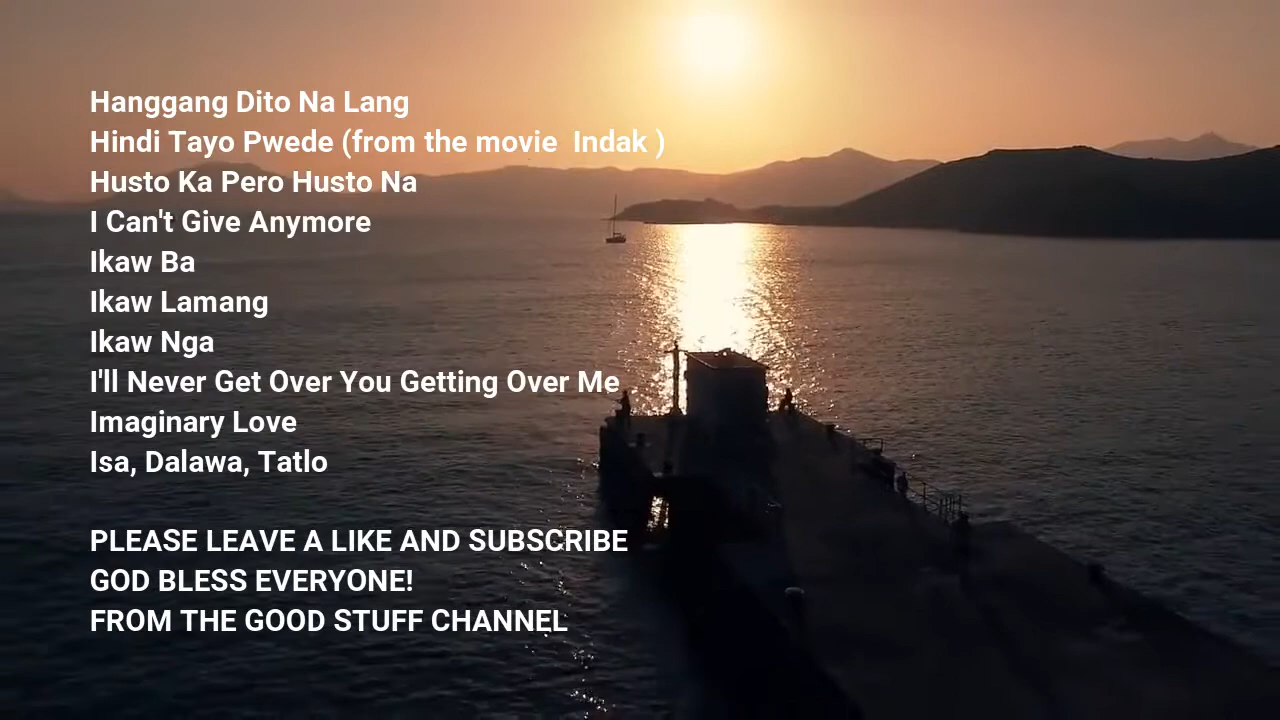 Hanggang Dito Na Lang
Hindi Tayo Pwede (from the movie  Indak )
Husto Ka Pero Husto Na
I Can't Give Anymore
Ikaw Ba
Ikaw Lamang
Ikaw Nga
I'll Never Get Over You Getting Over Me
Imaginary Love
Isa, Dalawa, Tatlo
PLEASE LEAVE A LIKE AND SUBSCRIBE
GOD BLESS EVERYONE!
FROM THE GOOD STUFF CHANNEL